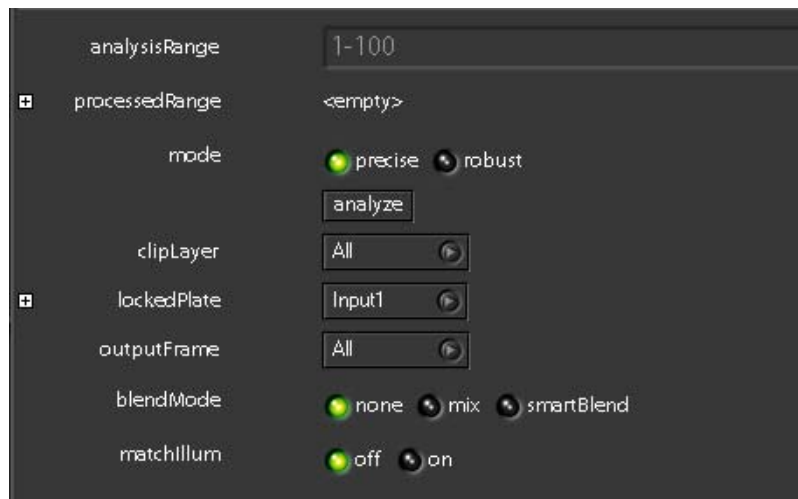 analysisRange 1-100
processedRange <empty>
mode precise robust
analyze
clipLayer All
lockedPlate Input1
outputFrame All
blendMode none mix smartBlend
matchIllum off on